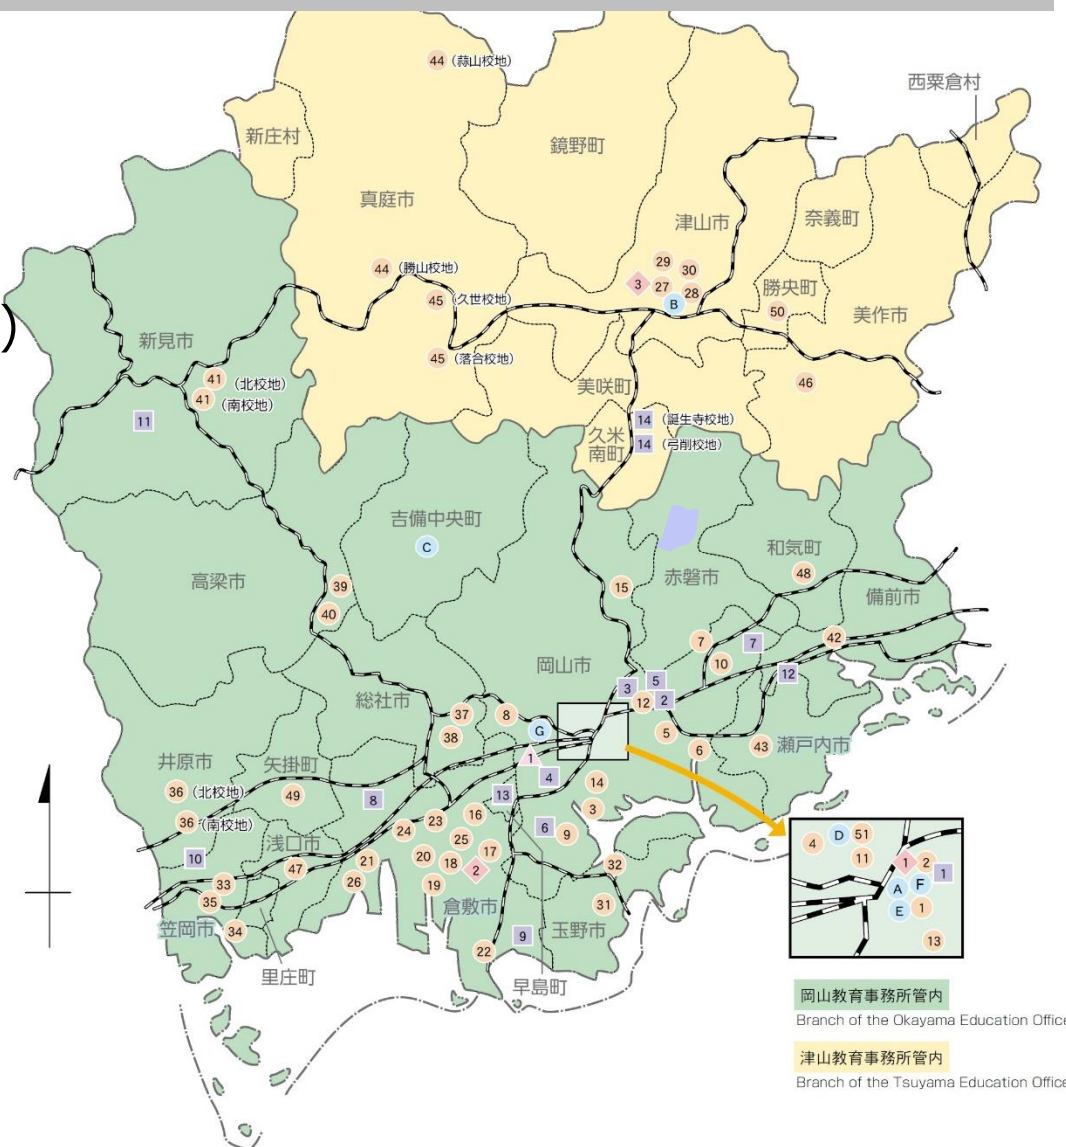 44 (蒜山校地)
西粟倉村
新庄村
鏡野町
真庭市
津山市
奈義町
29
30
44 (勝山校地)
3
27
28
45 (久世校地)
B
勝央町
50
美作市
)
新見市
45 (落合校地)
41 (北校地)
41 (南校地)
美咲町
46
11
14 (誕生寺校地)
久米
南町
14 (弓削校地)
吉備中央町
C
和気町
高梁市
39
15
赤磐市
48
備前市
40
7
7
42
岡山市
10
3
5
12
総社市
12
2
37
8
G
5
38
6
43
瀬戸内市
井原市
矢掛町
1
4
36 (北校地)
49
8
13
14
3
36 (南校地)
24
23
16
6
9
浅口市
25
10
47
21
20
18
17
2
32
33
26
19
35
倉敷市
31
笠岡市
34
9
玉野市
22
里庄町
早島町
4
D
51
11
1
2
1
A
F
E
1
13
岡山教育事務所管内
Branch of the Okayama Education Office
津山教育事務所管内
Branch of the Tsuyama Education Office